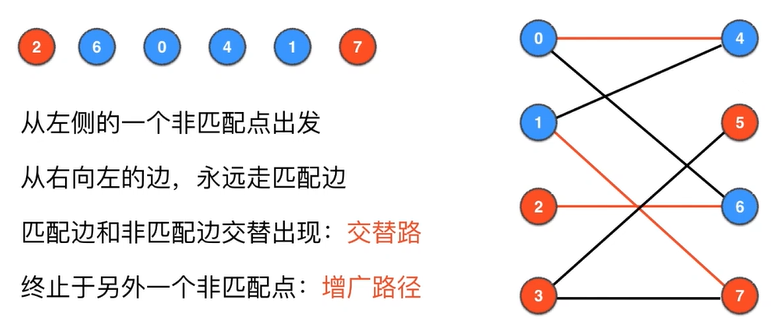 2 6 0 4 1 7
从左侧的一个非匹配点出发
从右向左的边，永远走匹配边
匹配边和非匹配边交替出现：交替路
终止于另外一个非匹配点：增广路径
0 4
1 5
2 6
3 7